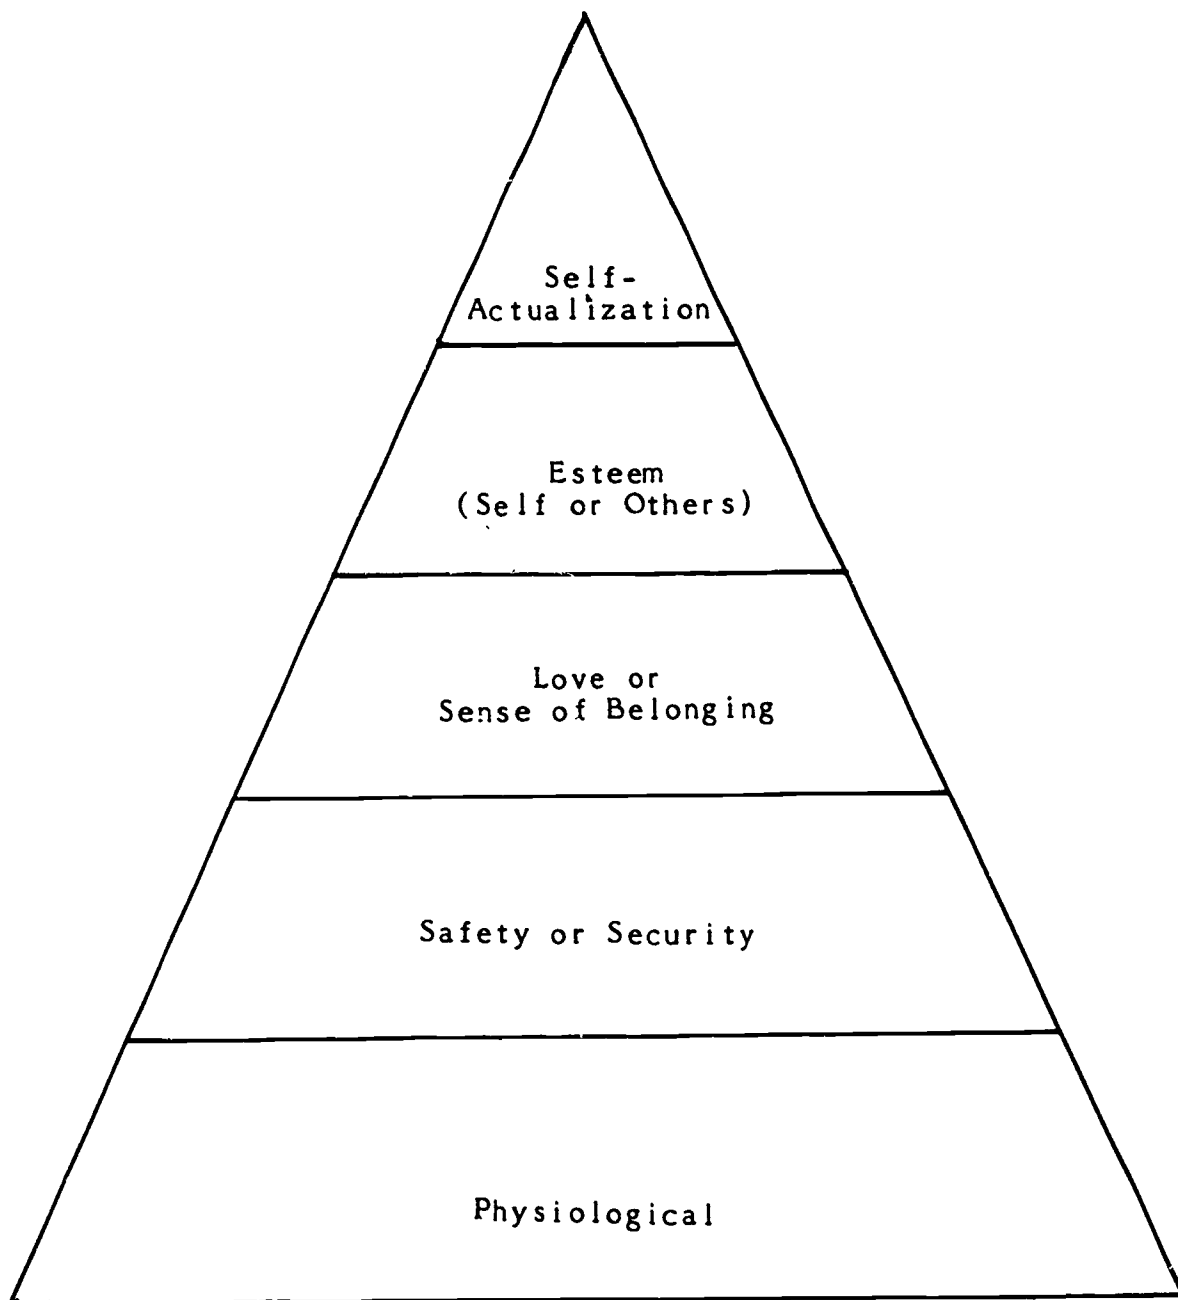 Self-
Actualization
Esteem
(Self or Others)
Love or
Sense of Belonging
Safety or Security
Physiological